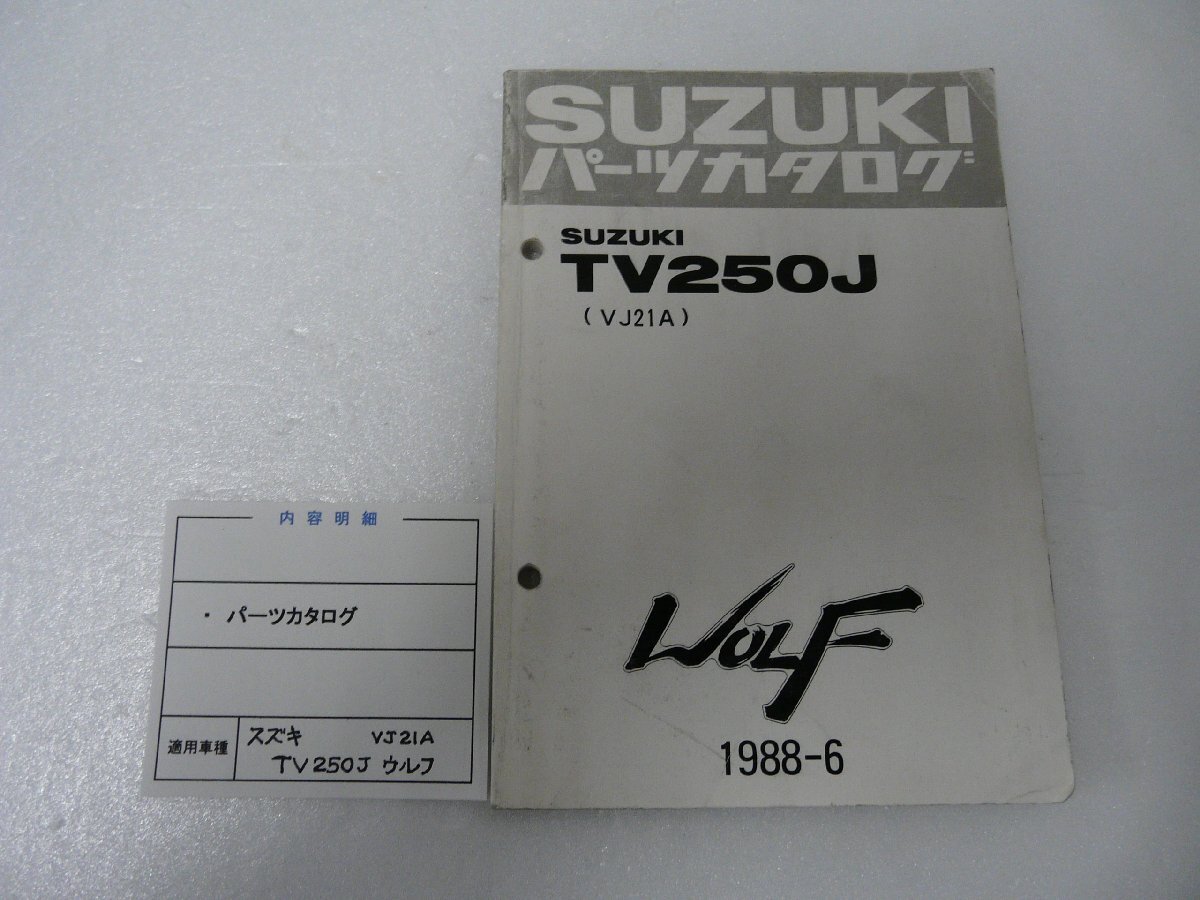 SUZUKI
パーツカタログ
SUZUKI
TV250J
(VJ21A)
WOLF
1988-6
内容明細
・ パーツカタログ
適用車種
スズキ VJ21A
TV250J ウルフ